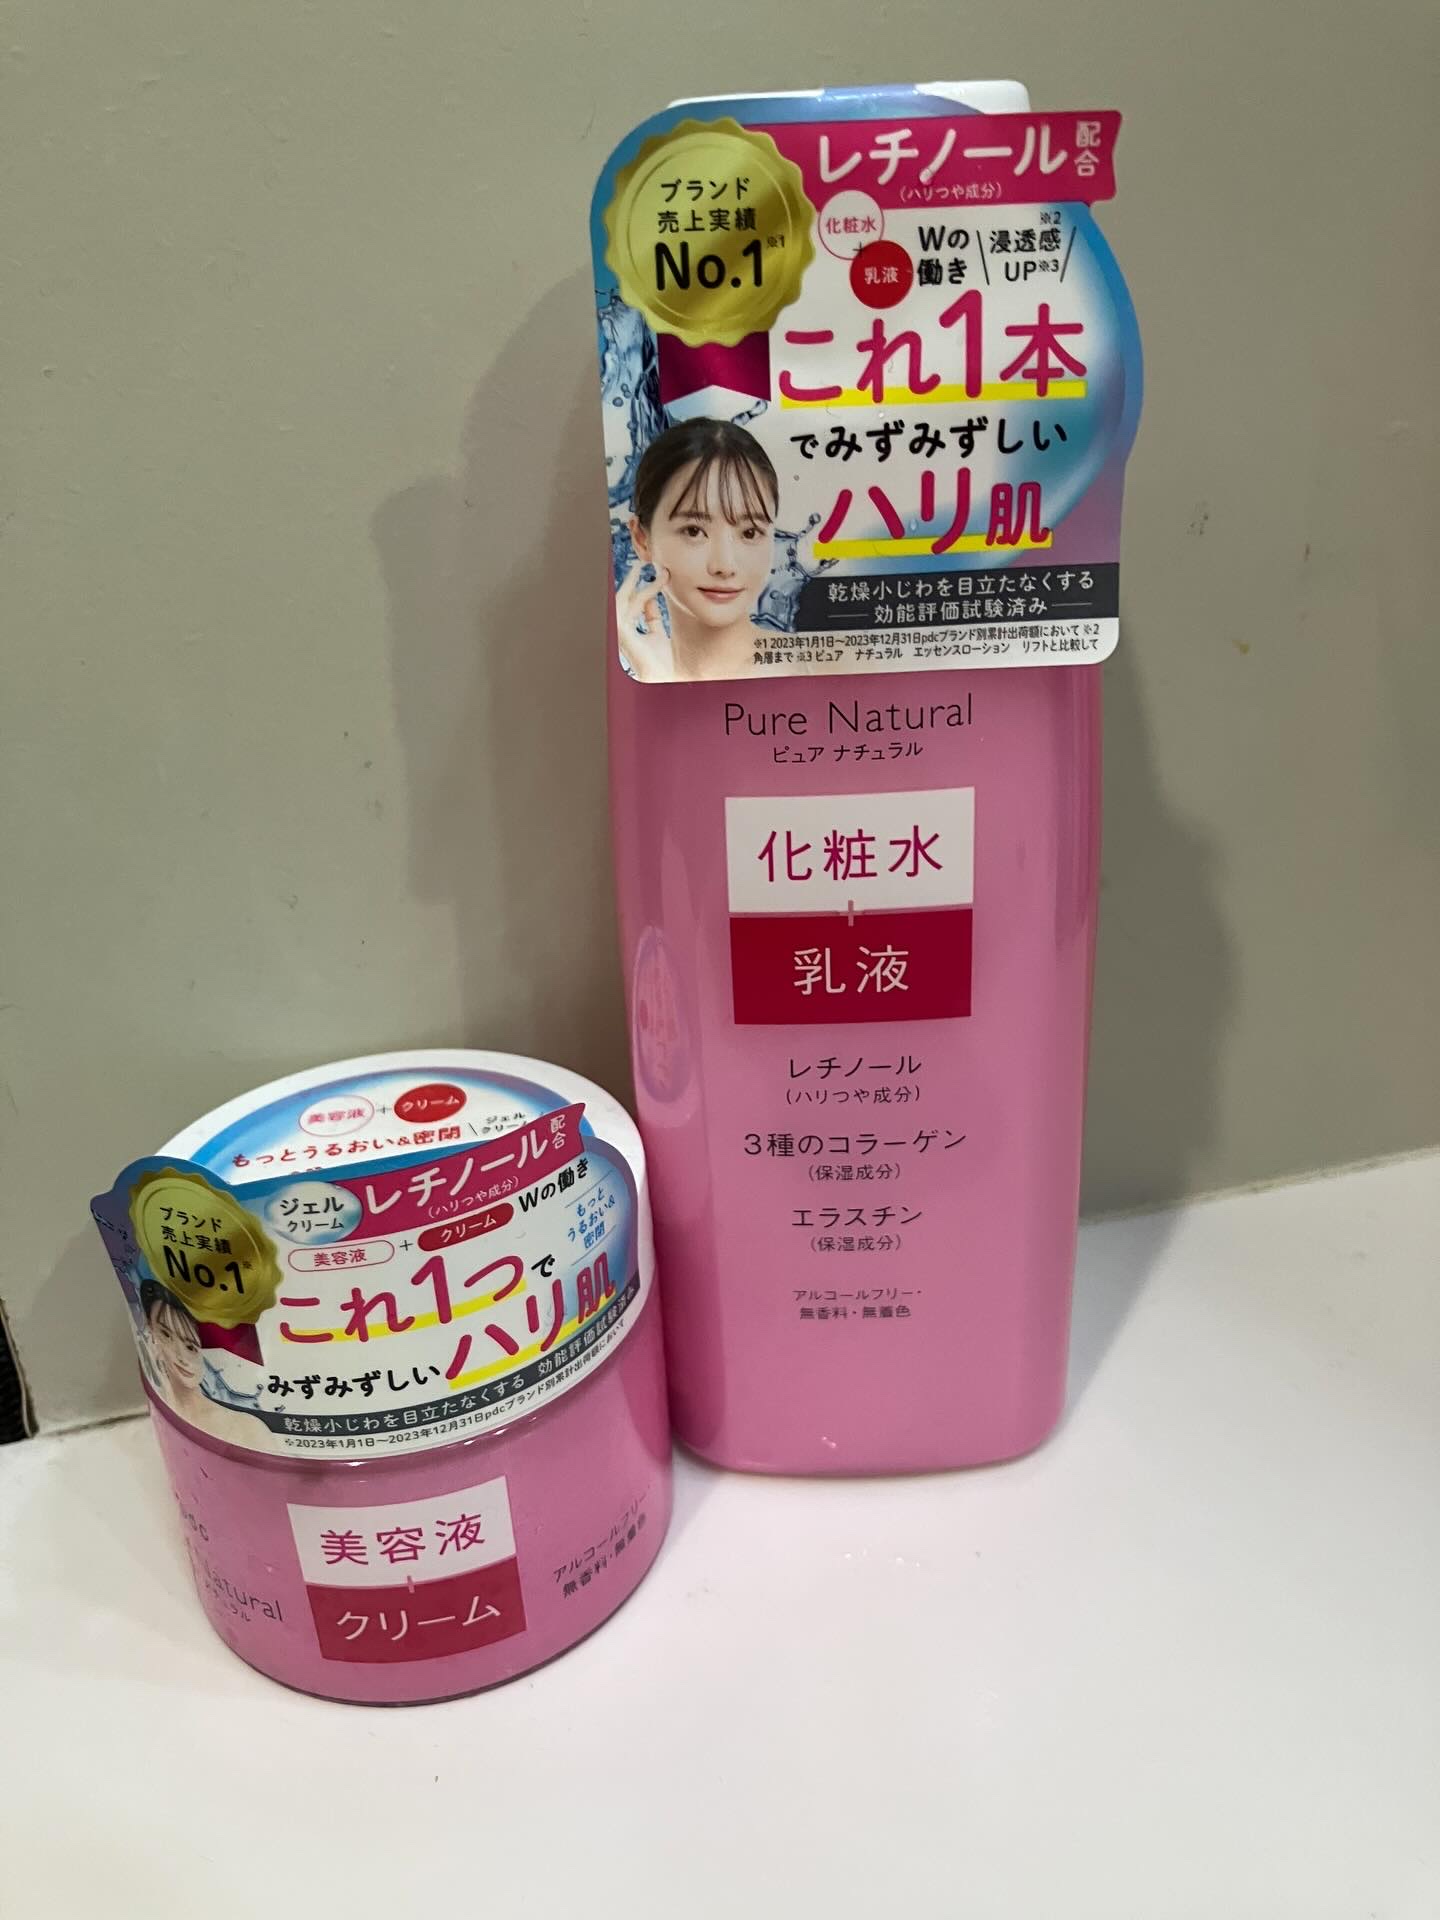 ブランド
売上実績
No.1※1
レチノール配合
(ハリつや成分)
化粧水
+
乳液
Wの
働き
浸透感※2
UP※3
これ1本
でみずみずしい
ハリ肌
乾燥小じわを目立たなくする
効能評価試験済み
※1 2023年1月1日〜2023年12月31日pdcブランド別累計出荷額において ※2
角層まで ※3 ピュア ナチュラル エッセンスローション リフトと比較して
Pure Natural
ピュア ナチュラル
化粧水
+
乳液
レチノール
(ハリつや成分)
3種のコラーゲン
(保湿成分)
エラスチン
(保湿成分)
アルコールフリー・
無香料・無着色
美容液+クリーム
もっとうるおい&密閉
ジェル
クリーム
ブランド
売上実績
No.1※
ジェル
クリーム
レチノール配合
(ハリつや成分)
美容液+クリーム
Wの働き
もっと
うるおい&
密閉
これ1つで
みずみずしいハリ肌
乾燥小じわを目立たなくする 効能評価試験済み
※2023年1月1日〜2023年12月31日pdcブランド別累計出荷額において
美容液
+
クリーム
アルコールフリー・
無香料・無着色